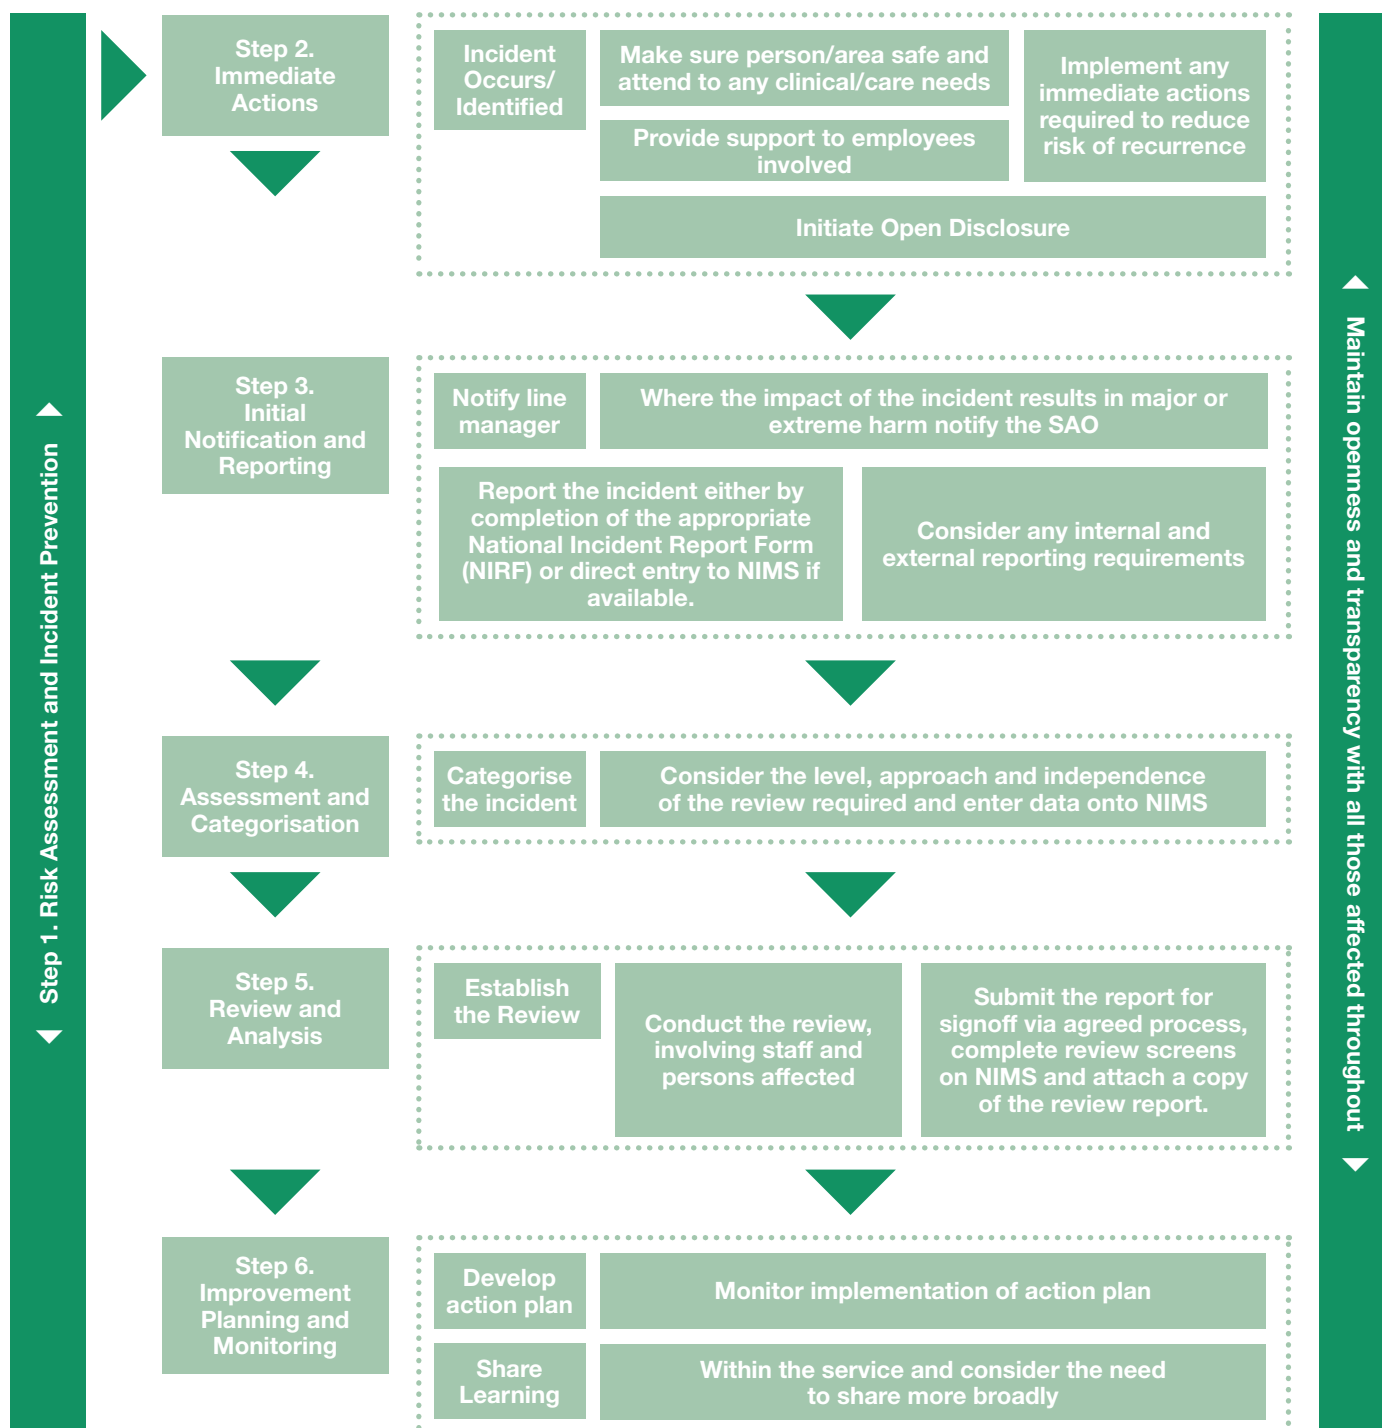 Step 1. Risk Assessment and Incident Prevention
Step 2.
Immediate
Actions
Incident
Occurs/
Identified
Make sure person/area safe and
attend to any clinical/care needs
Provide support to employees
involved
Implement any
immediate actions
required to reduce
risk of recurrence
Initiate Open Disclosure
Step 3.
Initial
Notification and
Reporting
Notify line
manager
Where the impact of the incident results in major or
extreme harm notify the SAO
Report the incident either by
completion of the appropriate
National Incident Report Form
(NIRF) or direct entry to NIMS if
available.
Consider any internal and
external reporting requirements
Step 4.
Assessment and
Categorisation
Categorise
the incident
Consider the level, approach and independence
of the review required and enter data onto NIMS
Step 5.
Review and
Analysis
Establish
the Review
Conduct the review,
involving staff and
persons affected
Submit the report for
signoff via agreed process,
complete review screens
on NIMS and attach a copy
of the review report.
Step 6.
Improvement
Planning and
Monitoring
Develop
action plan
Monitor implementation of action plan
Share
Learning
Within the service and consider the need
to share more broadly
Maintain openness and transparency with all those affected throughout